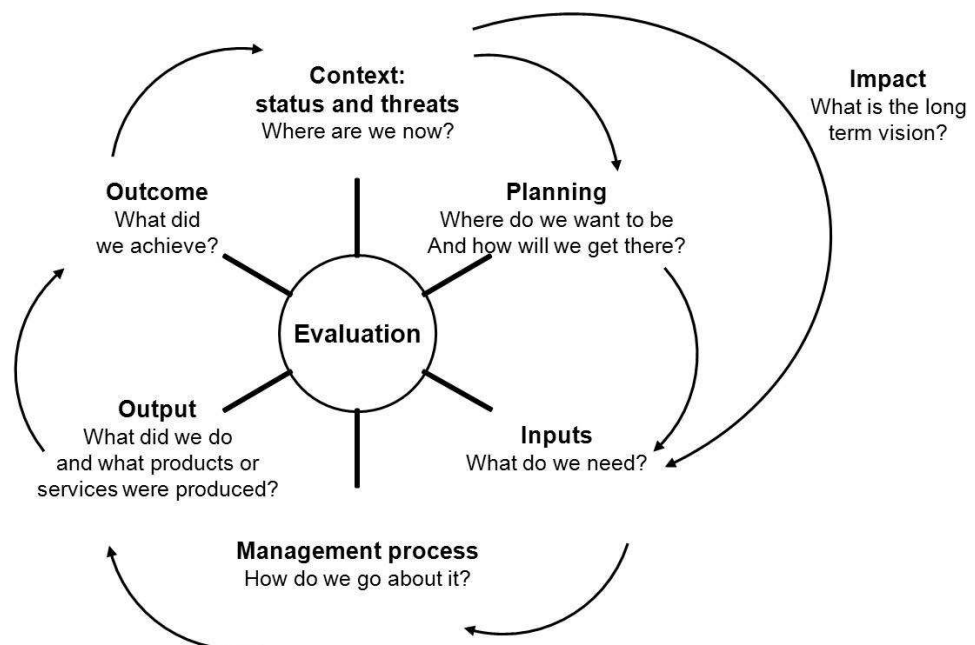 Context:
status and threats
Where are we now?
Impact
What is the long
term vision?
Planning
Where do we want to be
And how will we get there?
Inputs
What do we need?
Management process
How do we go about it?
Output
What did we do
and what products or
services were produced?
Outcome
What did
we achieve?
Evaluation